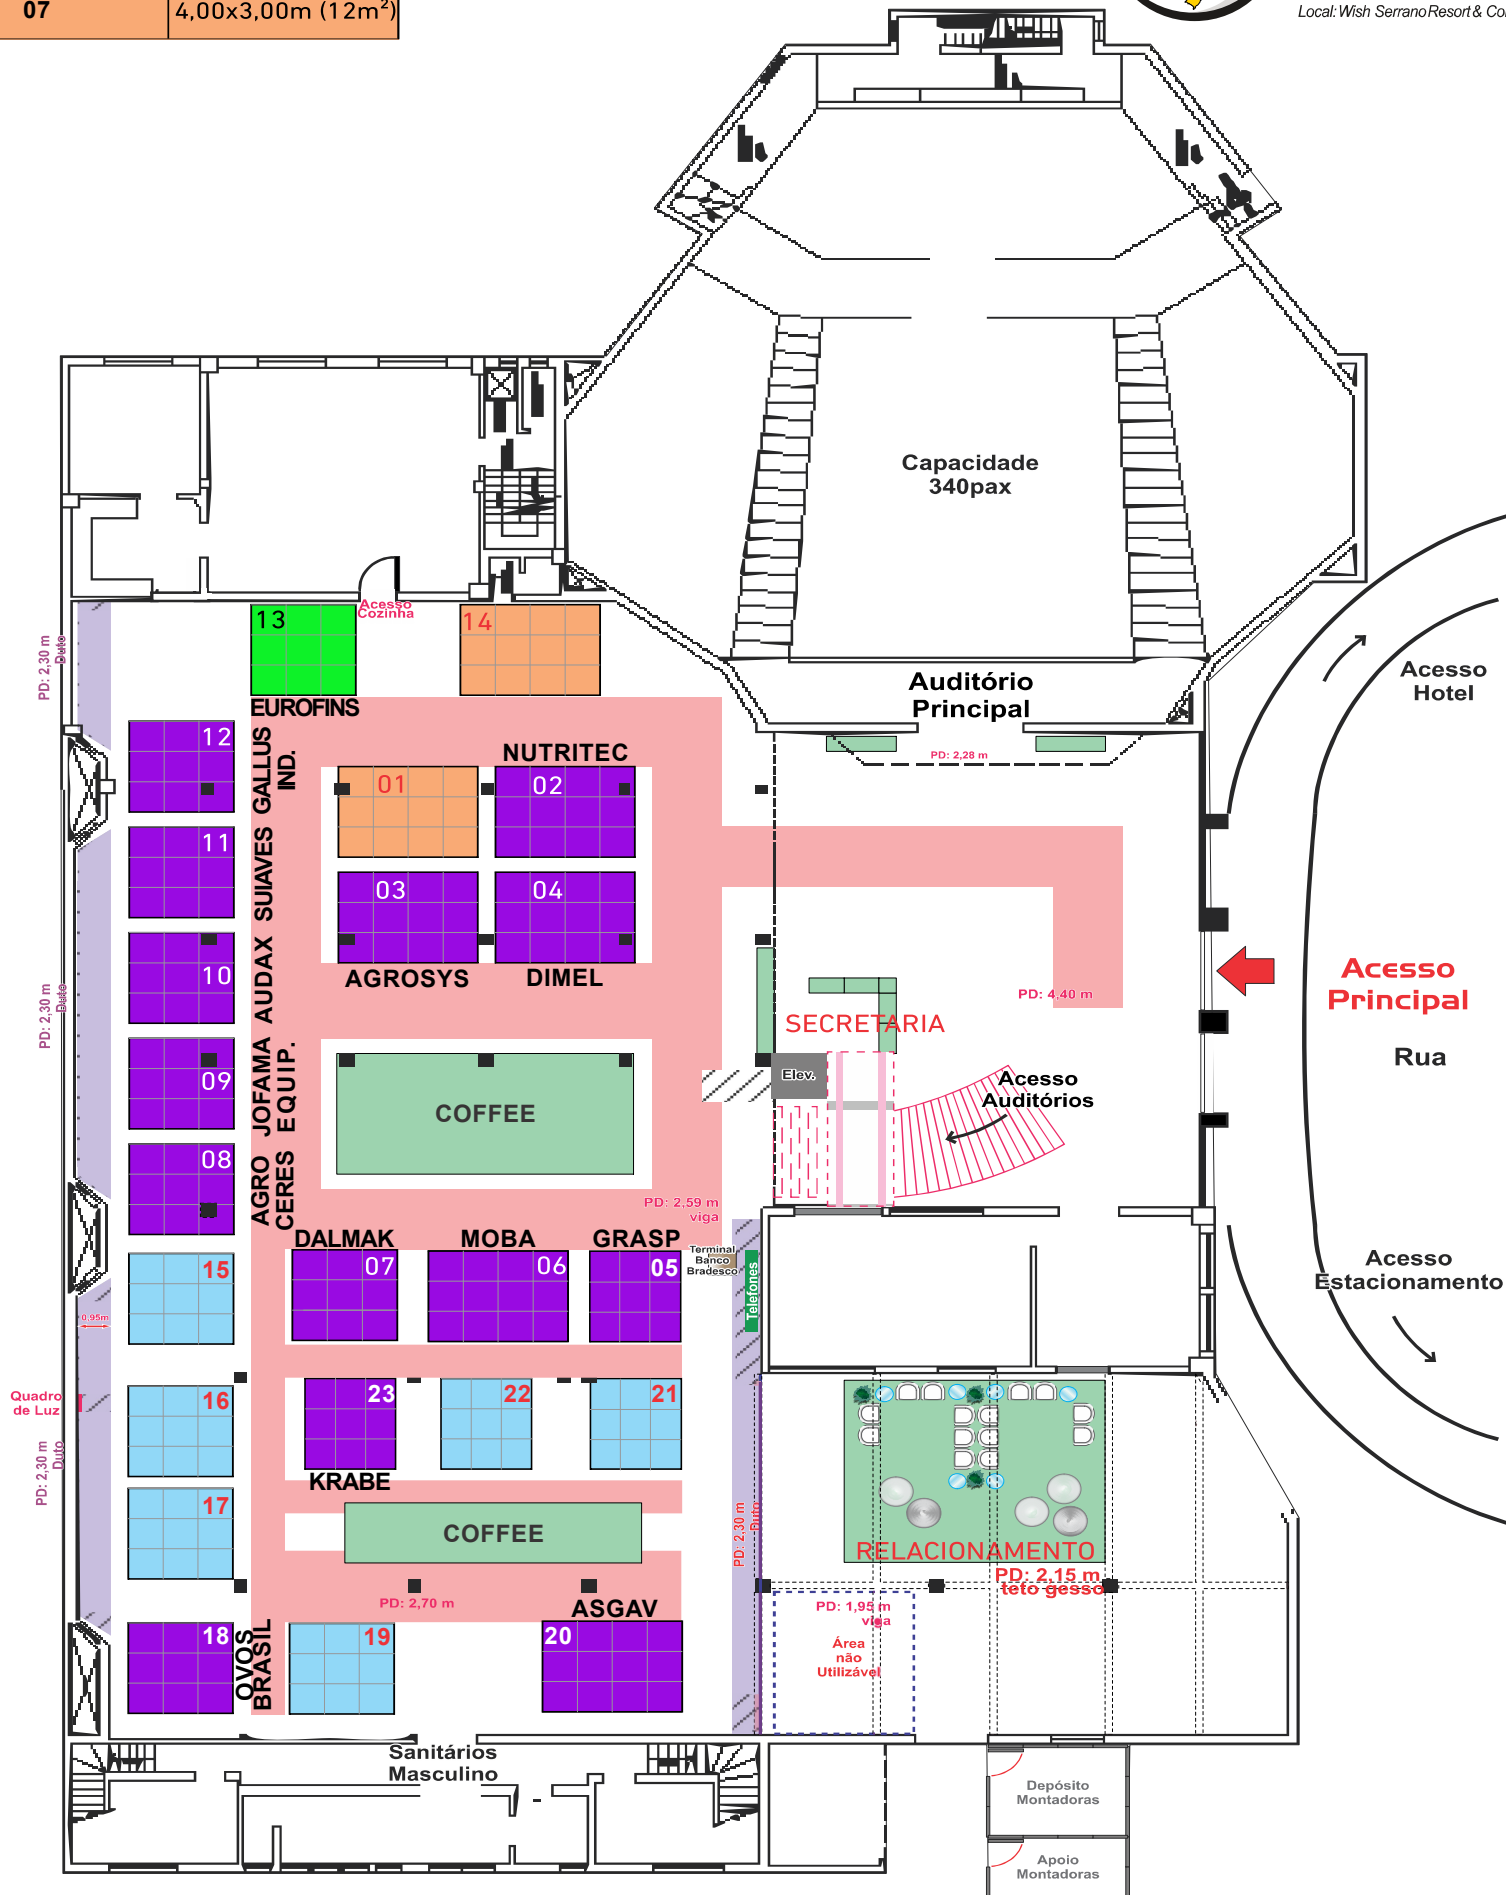 07
4,00x3,00m (12m²)
Local: Wish Serrano Resort & Co
Capacidade
340pax
Auditório
Principal
PD: 2,28 m
Acesso
Hotel
Acesso
Principal
Rua
Acesso
Estacionamento
Acesso
Cozinha
PD: 2,30 m
Duto
13
EUROFINS
14
12
GALLUS
IND.
11
SUIAVES
10
AUDAX
09
JOFAMA
EQUIP.
08
AGRO
CERES
NUTRITEC
01
02
03
04
AGROSYS
DIMEL
PD: 2,30 m
Duto
COFFEE
SECRETARIA
PD: 4,40 m
Elev.
Acesso
Auditórios
PD: 2,59 m
viga
DALMAK
MOBA
GRASP
07
06
05
Terminal
Banco
Bradesco
Telefones
15
0,95m
16
Quadro
de Luz
PD: 2,30 m
Duto
17
23
22
21
KRABE
COFFEE
PD: 2,70 m
PD: 2,30 m
Duto
18
OVOS
BRASIL
19
ASGAV
20
RELACIONAMENTO
PD: 2,15 m
teto gesso
PD: 1,95 m
viga
Área
não
Utilizável
Sanitários
Masculino
Depósito
Montadoras
Apoio
Montadoras